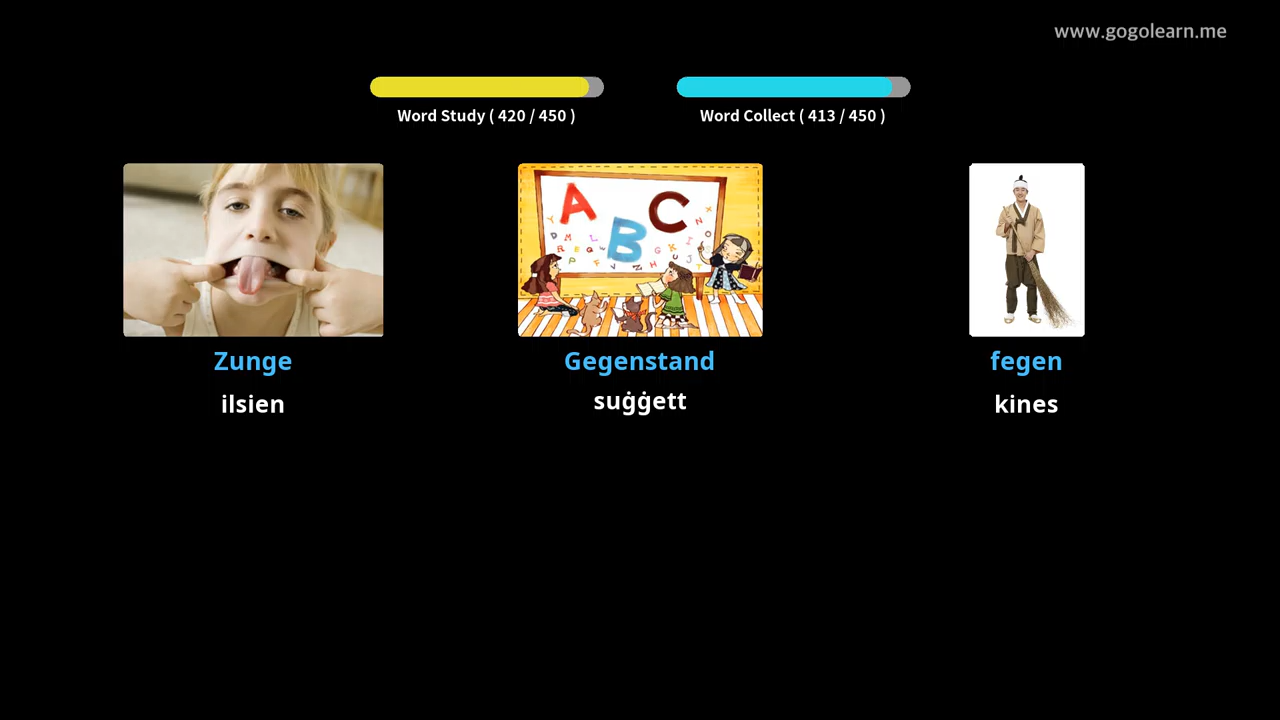 www.gogolearn.me
Word Study ( 420 / 450 )
Word Collect ( 413 / 450 )
A
B
C
Zunge
Gegenstand
fegen
ilsien
suġġett
kines